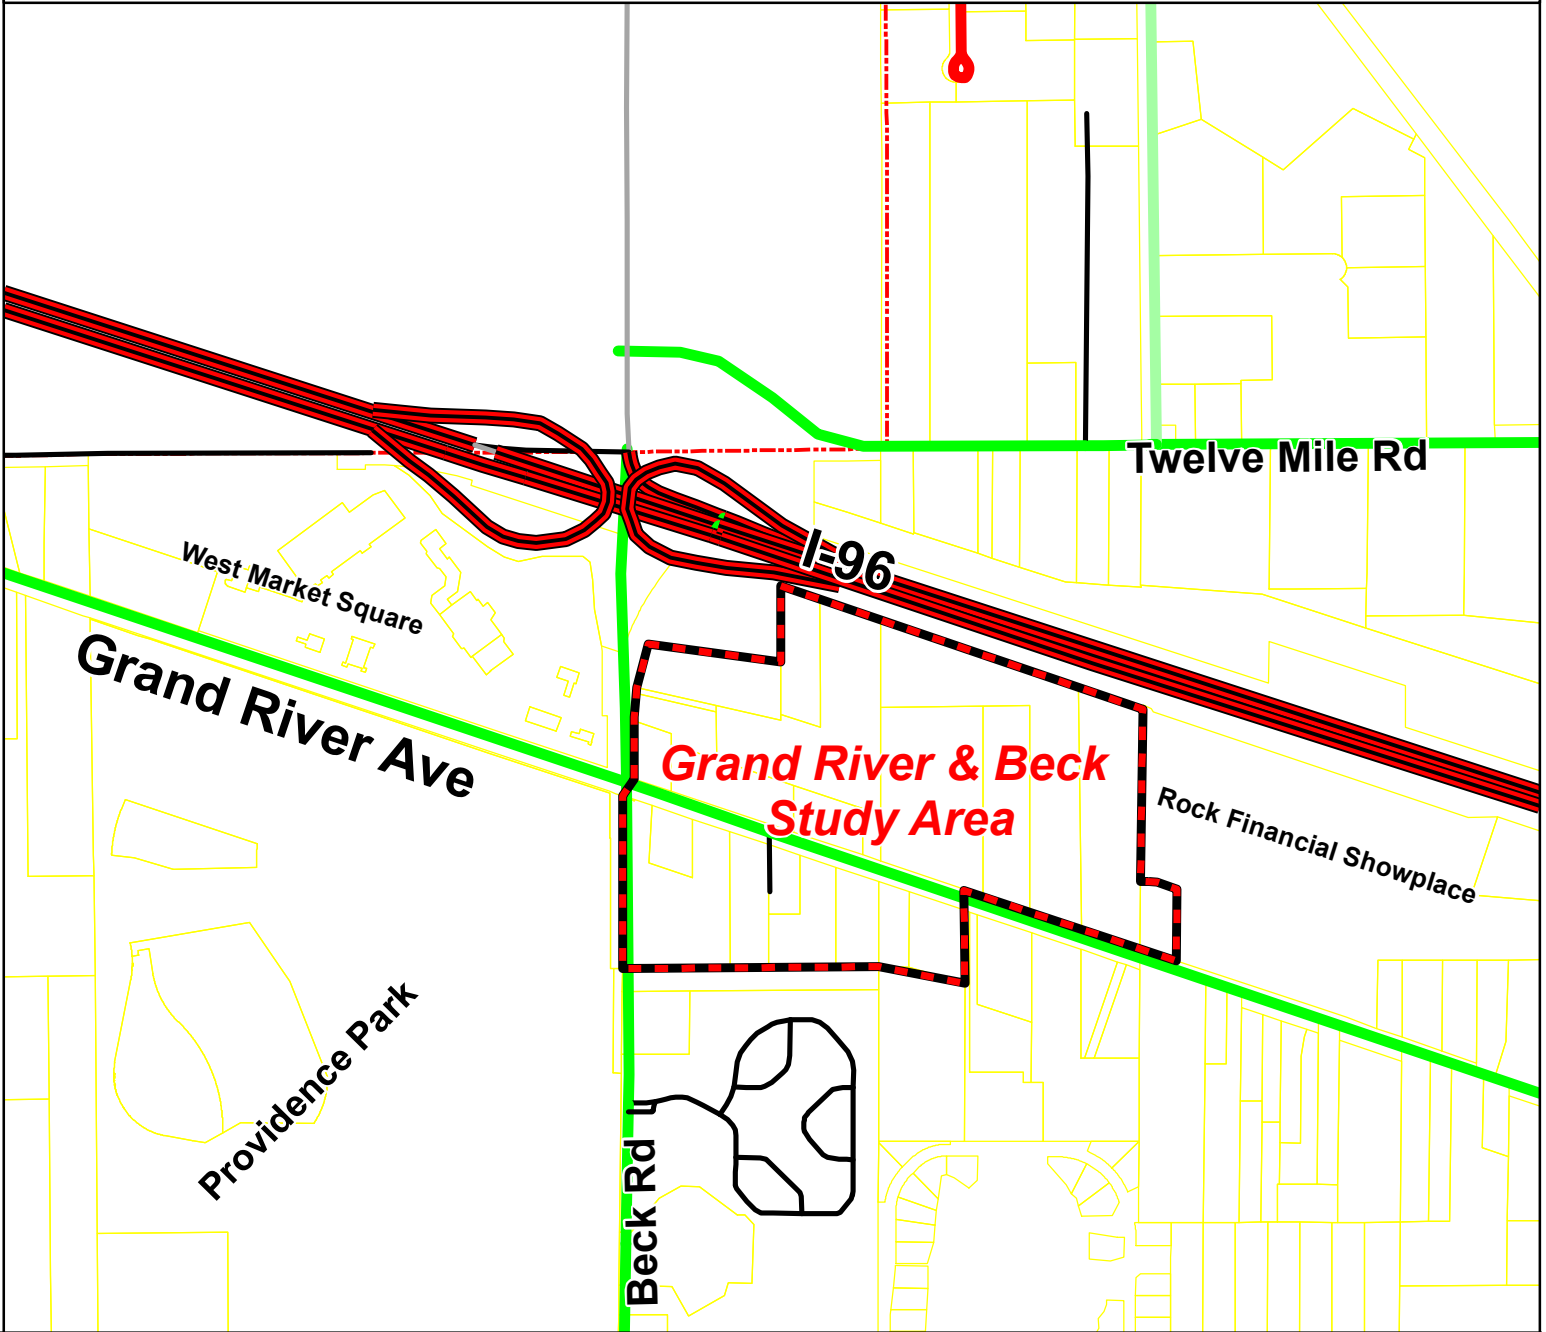 Twelve Mile Rd
I-96
West Market Square
Grand River Ave
Grand River & Beck
Study Area
Rock Financial Showplace
Providence Park
Beck Rd